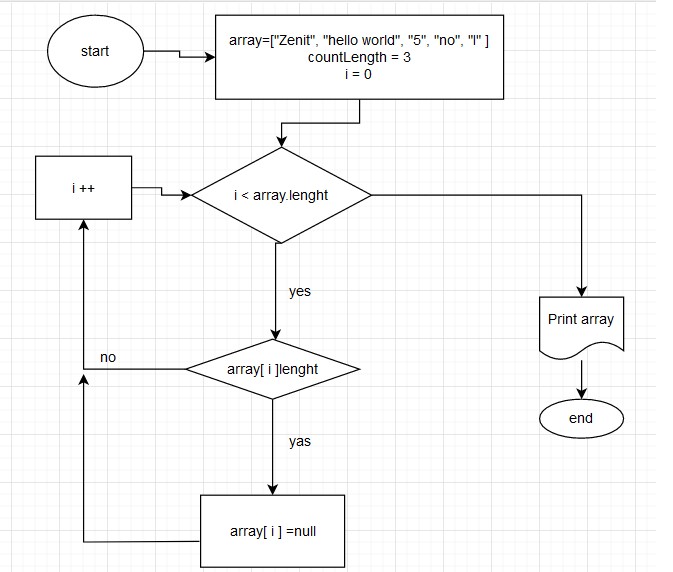 start
array=["Zenit", "hello world", "5", "no", "l" ]
countLength = 3
i = 0
i ++
i < array.lenght
yes
Print array
no
array[ i ]lenght
end
yas
array[ i ] =null